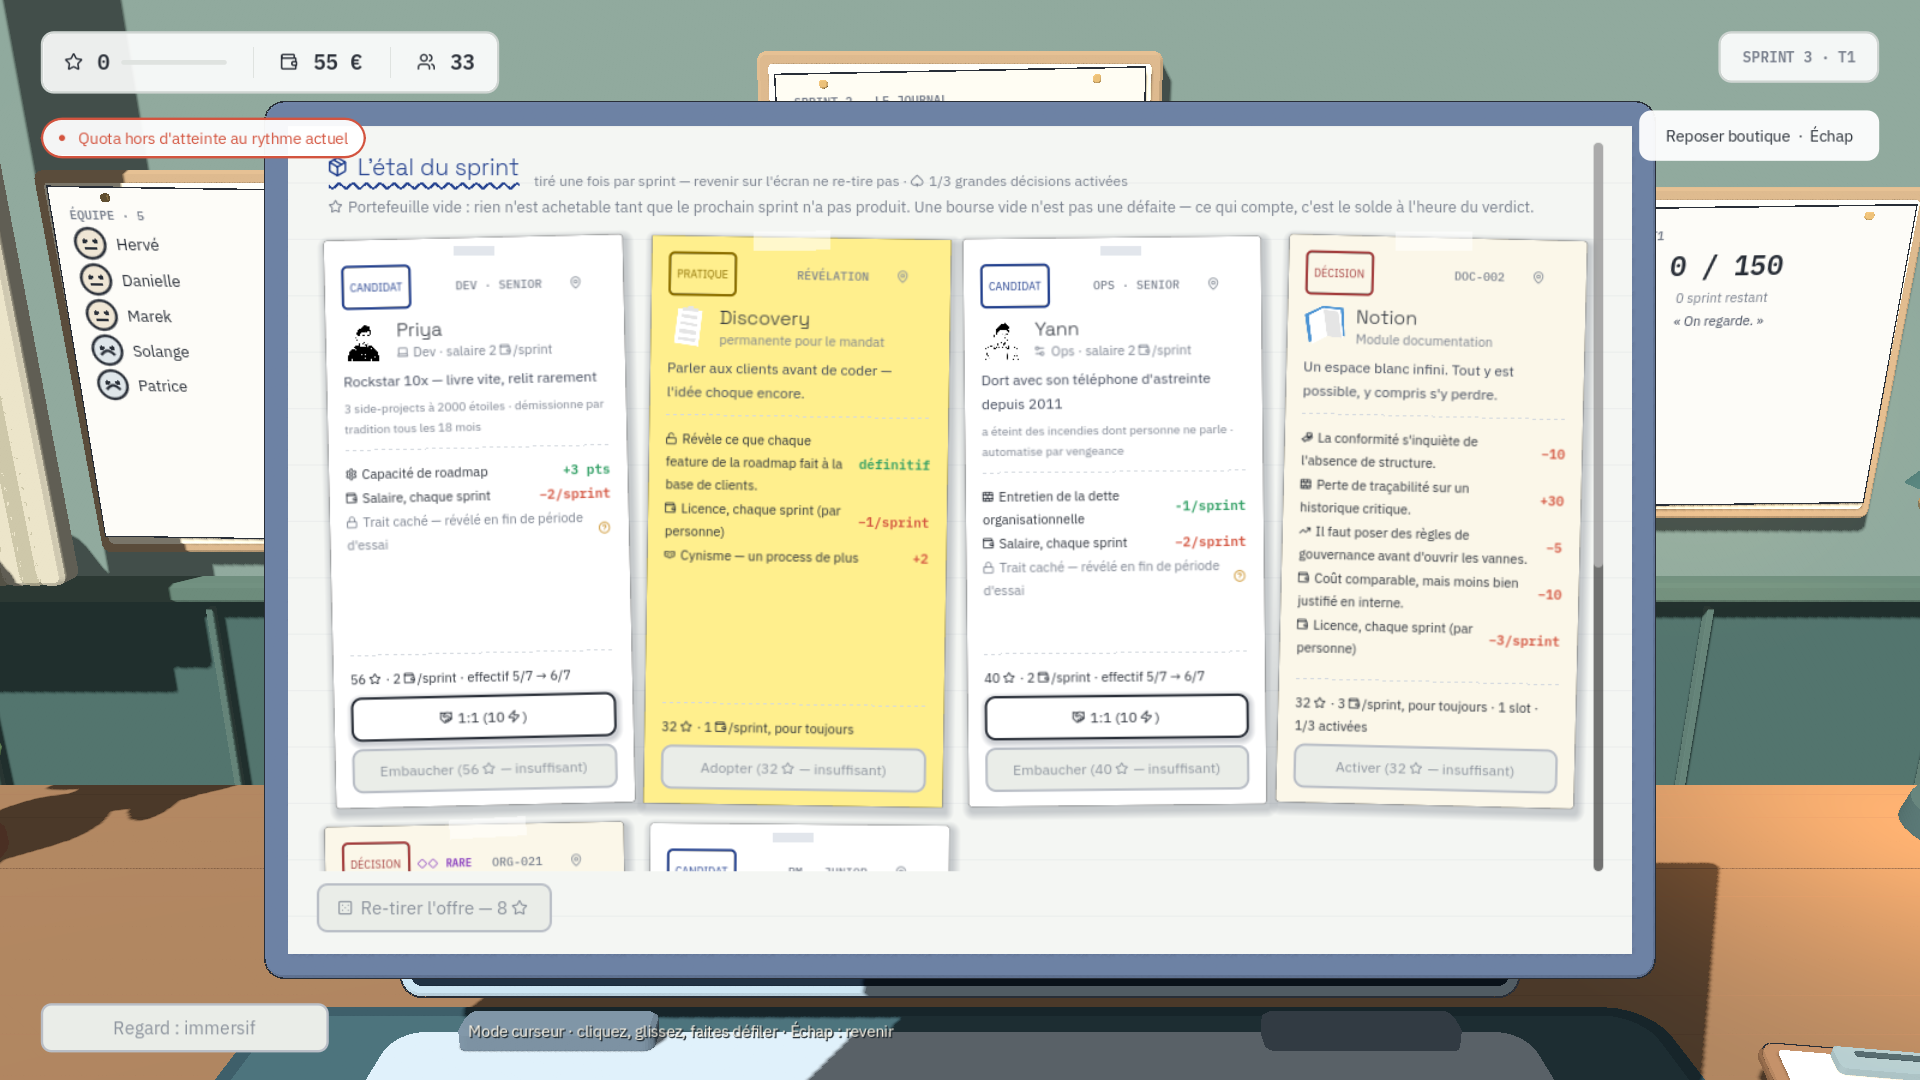 0
55 €
33
SPRINT 3 · T1
Quota hors d'atteinte au rythme actuel
Reposer boutique · Échap
SPRINT 2 — LE JOURNAL
ÉQUIPE · 5
Hervé
Danielle
Marek
Solange
Patrice
L'étal du sprint
tiré une fois par sprint — revenir sur l'écran ne re-tire pas · 1/3 grandes décisions activées
Portefeuille vide : rien n'est achetable tant que le prochain sprint n'a pas produit. Une bourse vide n'est pas une défaite — ce qui compte, c'est le solde à l'heure du verdict.
CANDIDAT
DEV · SENIOR
Priya
Dev · salaire 2 /sprint
Rockstar 10x — livre vite, relit rarement
3 side-projects à 2000 étoiles · démissionne par
tradition tous les 18 mois
Capacité de roadmap +3 pts
Salaire, chaque sprint −2/sprint
Trait caché — révélé en fin de période
d'essai
56 · 2 /sprint · effectif 5/7 → 6/7
1:1 (10 )
Embaucher (56 — insuffisant)
PRATIQUE
RÉVÉLATION
Discovery
permanente pour le mandat
Parler aux clients avant de coder —
l'idée choque encore.
Révèle ce que chaque
feature de la roadmap fait à la définitif
base de clients.
Licence, chaque sprint (par −1/sprint
personne)
Cynisme — un process de plus +2
32 · 1 /sprint, pour toujours
Adopter (32 — insuffisant)
CANDIDAT
OPS · SENIOR
Yann
Ops · salaire 2 /sprint
Dort avec son téléphone d'astreinte
depuis 2011
a éteint des incendies dont personne ne parle ·
automatise par vengeance
Entretien de la dette -1/sprint
organisationnelle
Salaire, chaque sprint −2/sprint
Trait caché — révélé en fin de période
d'essai
40 · 2 /sprint · effectif 5/7 → 6/7
1:1 (10 )
Embaucher (40 — insuffisant)
DÉCISION
DOC-002
Notion
Module documentation
Un espace blanc infini. Tout y est
possible, y compris s'y perdre.
La conformité s'inquiète de −10
l'absence de structure.
Perte de traçabilité sur un +30
historique critique.
Il faut poser des règles de −5
gouvernance avant d'ouvrir les vannes.
Coût comparable, mais moins bien −10
justifié en interne.
Licence, chaque sprint (par −3/sprint
personne)
32 · 3 /sprint, pour toujours · 1 slot ·
1/3 activées
Activer (32 — insuffisant)
DÉCISION
RARE
ORG-021
CANDIDAT
PM · JUNIOR
T1
0 / 150
0 sprint restant
« On regarde. »
Re-tirer l'offre — 8
Regard : immersif
Mode curseur · cliquez, glissez, faites défiler · Échap : revenir